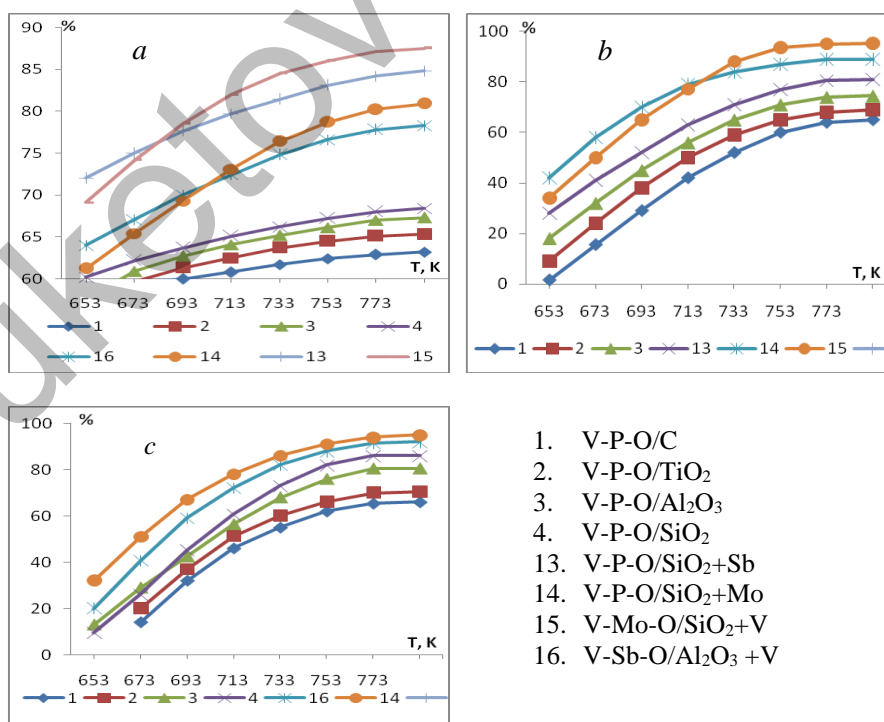 90
%
a
85
80
75
70
65
60
T, K
653 673 693 713 733 753 773
1 2 3 4
16 14 13 15
100
%
b
80
60
40
20
0
T, K
653 673 693 713 733 753 773
1 2 3 13 14 15
100
%
c
80
60
40
20
0
T, K
653 673 693 713 733 753 773
1 2 3 4 16 14
1. V-P-O/C
2. V-P-O/TiO₂
3. V-P-O/Al₂O₃
4. V-P-O/SiO₂
13. V-P-O/SiO₂+Sb
14. V-P-O/SiO₂+Mo
15. V-Mo-O/SiO₂+V
16. V-Sb-O/Al₂O₃ +V